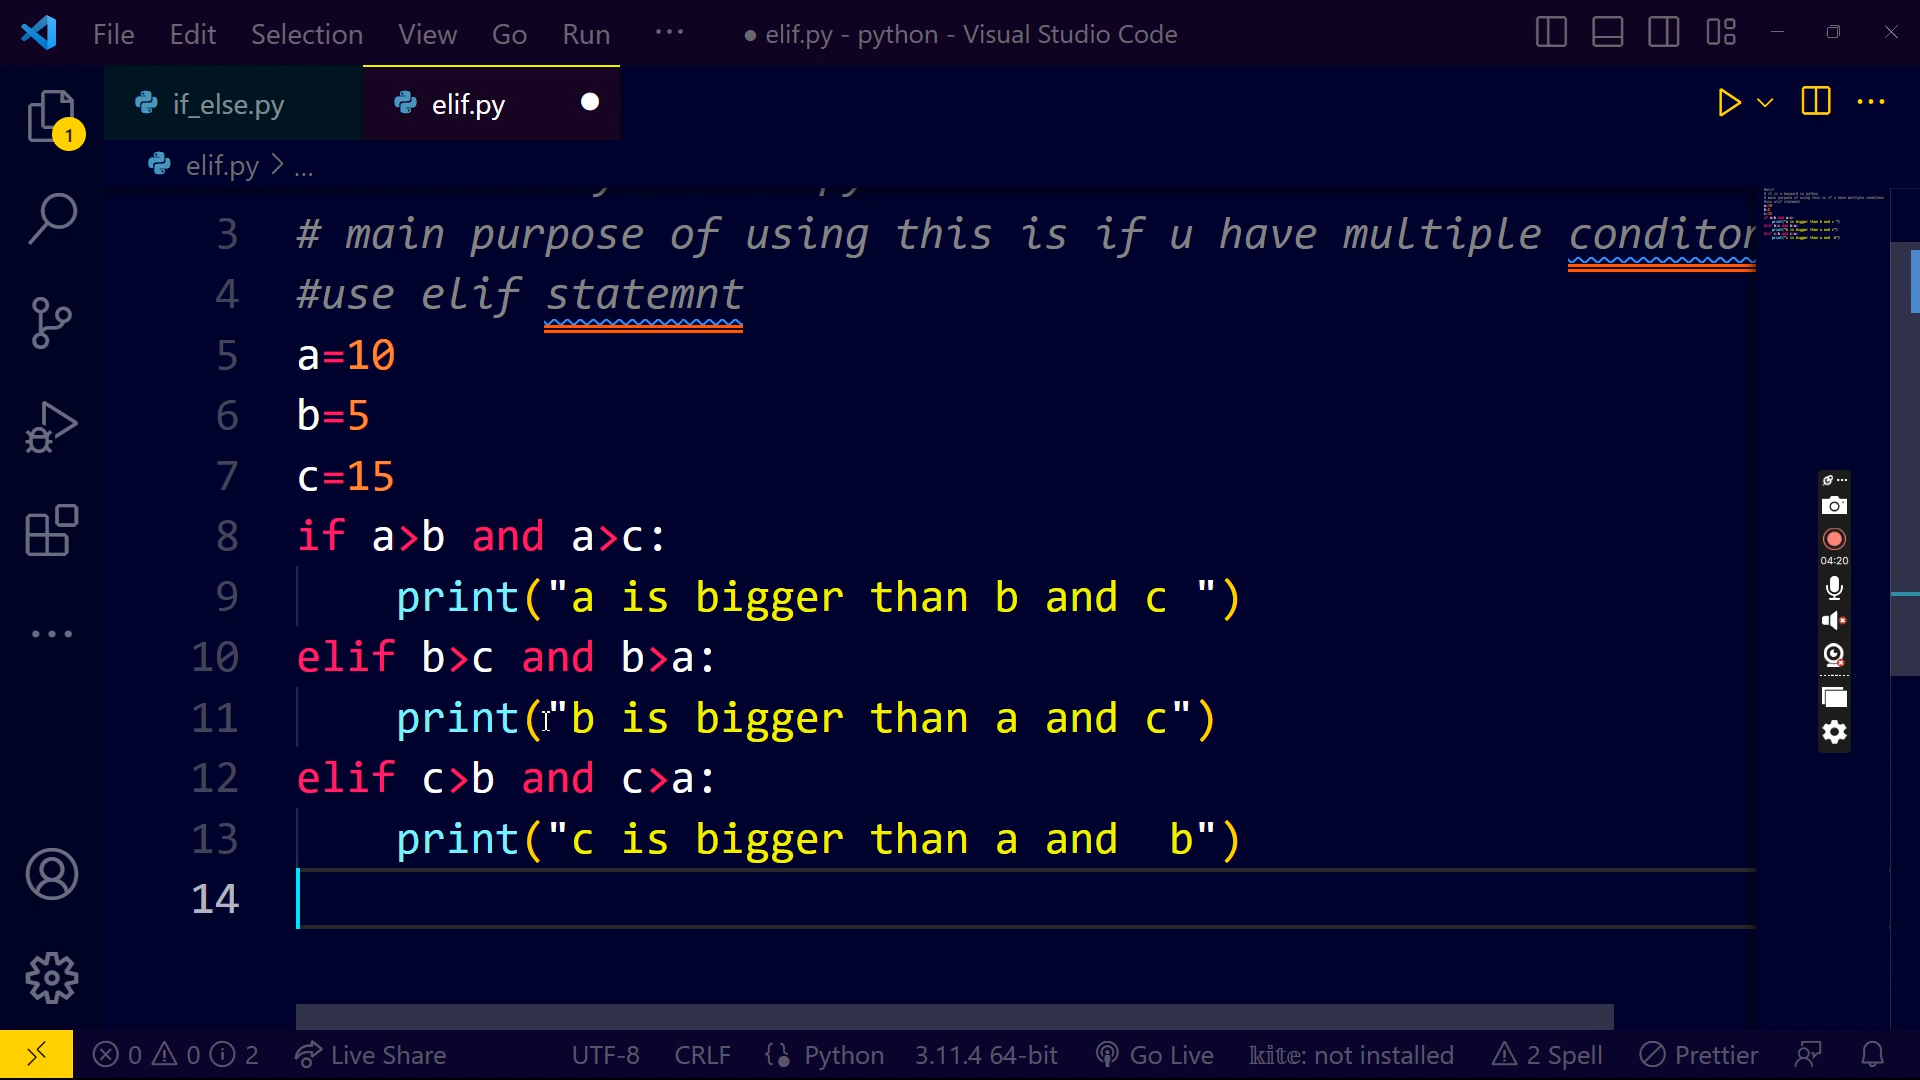 File Edit Selection View Go Run ··· ● elif.py - python - Visual Studio Code
if_else.py elif.py
1
elif.py > ...
3 # main purpose of using this is if u have multiple conditon
4 #use elif statemnt
5 a=10
6 b=5
7 c=15
8 if a>b and a>c:
9 print("a is bigger than b and c ")
10 elif b>c and b>a:
11 print("b is bigger than a and c")
12 elif c>b and c>a:
13 print("c is bigger than a and  b")
14
04:20
0 0 2 Live Share UTF-8 CRLF Python 3.11.4 64-bit Go Live kite: not installed 2 Spell Prettier